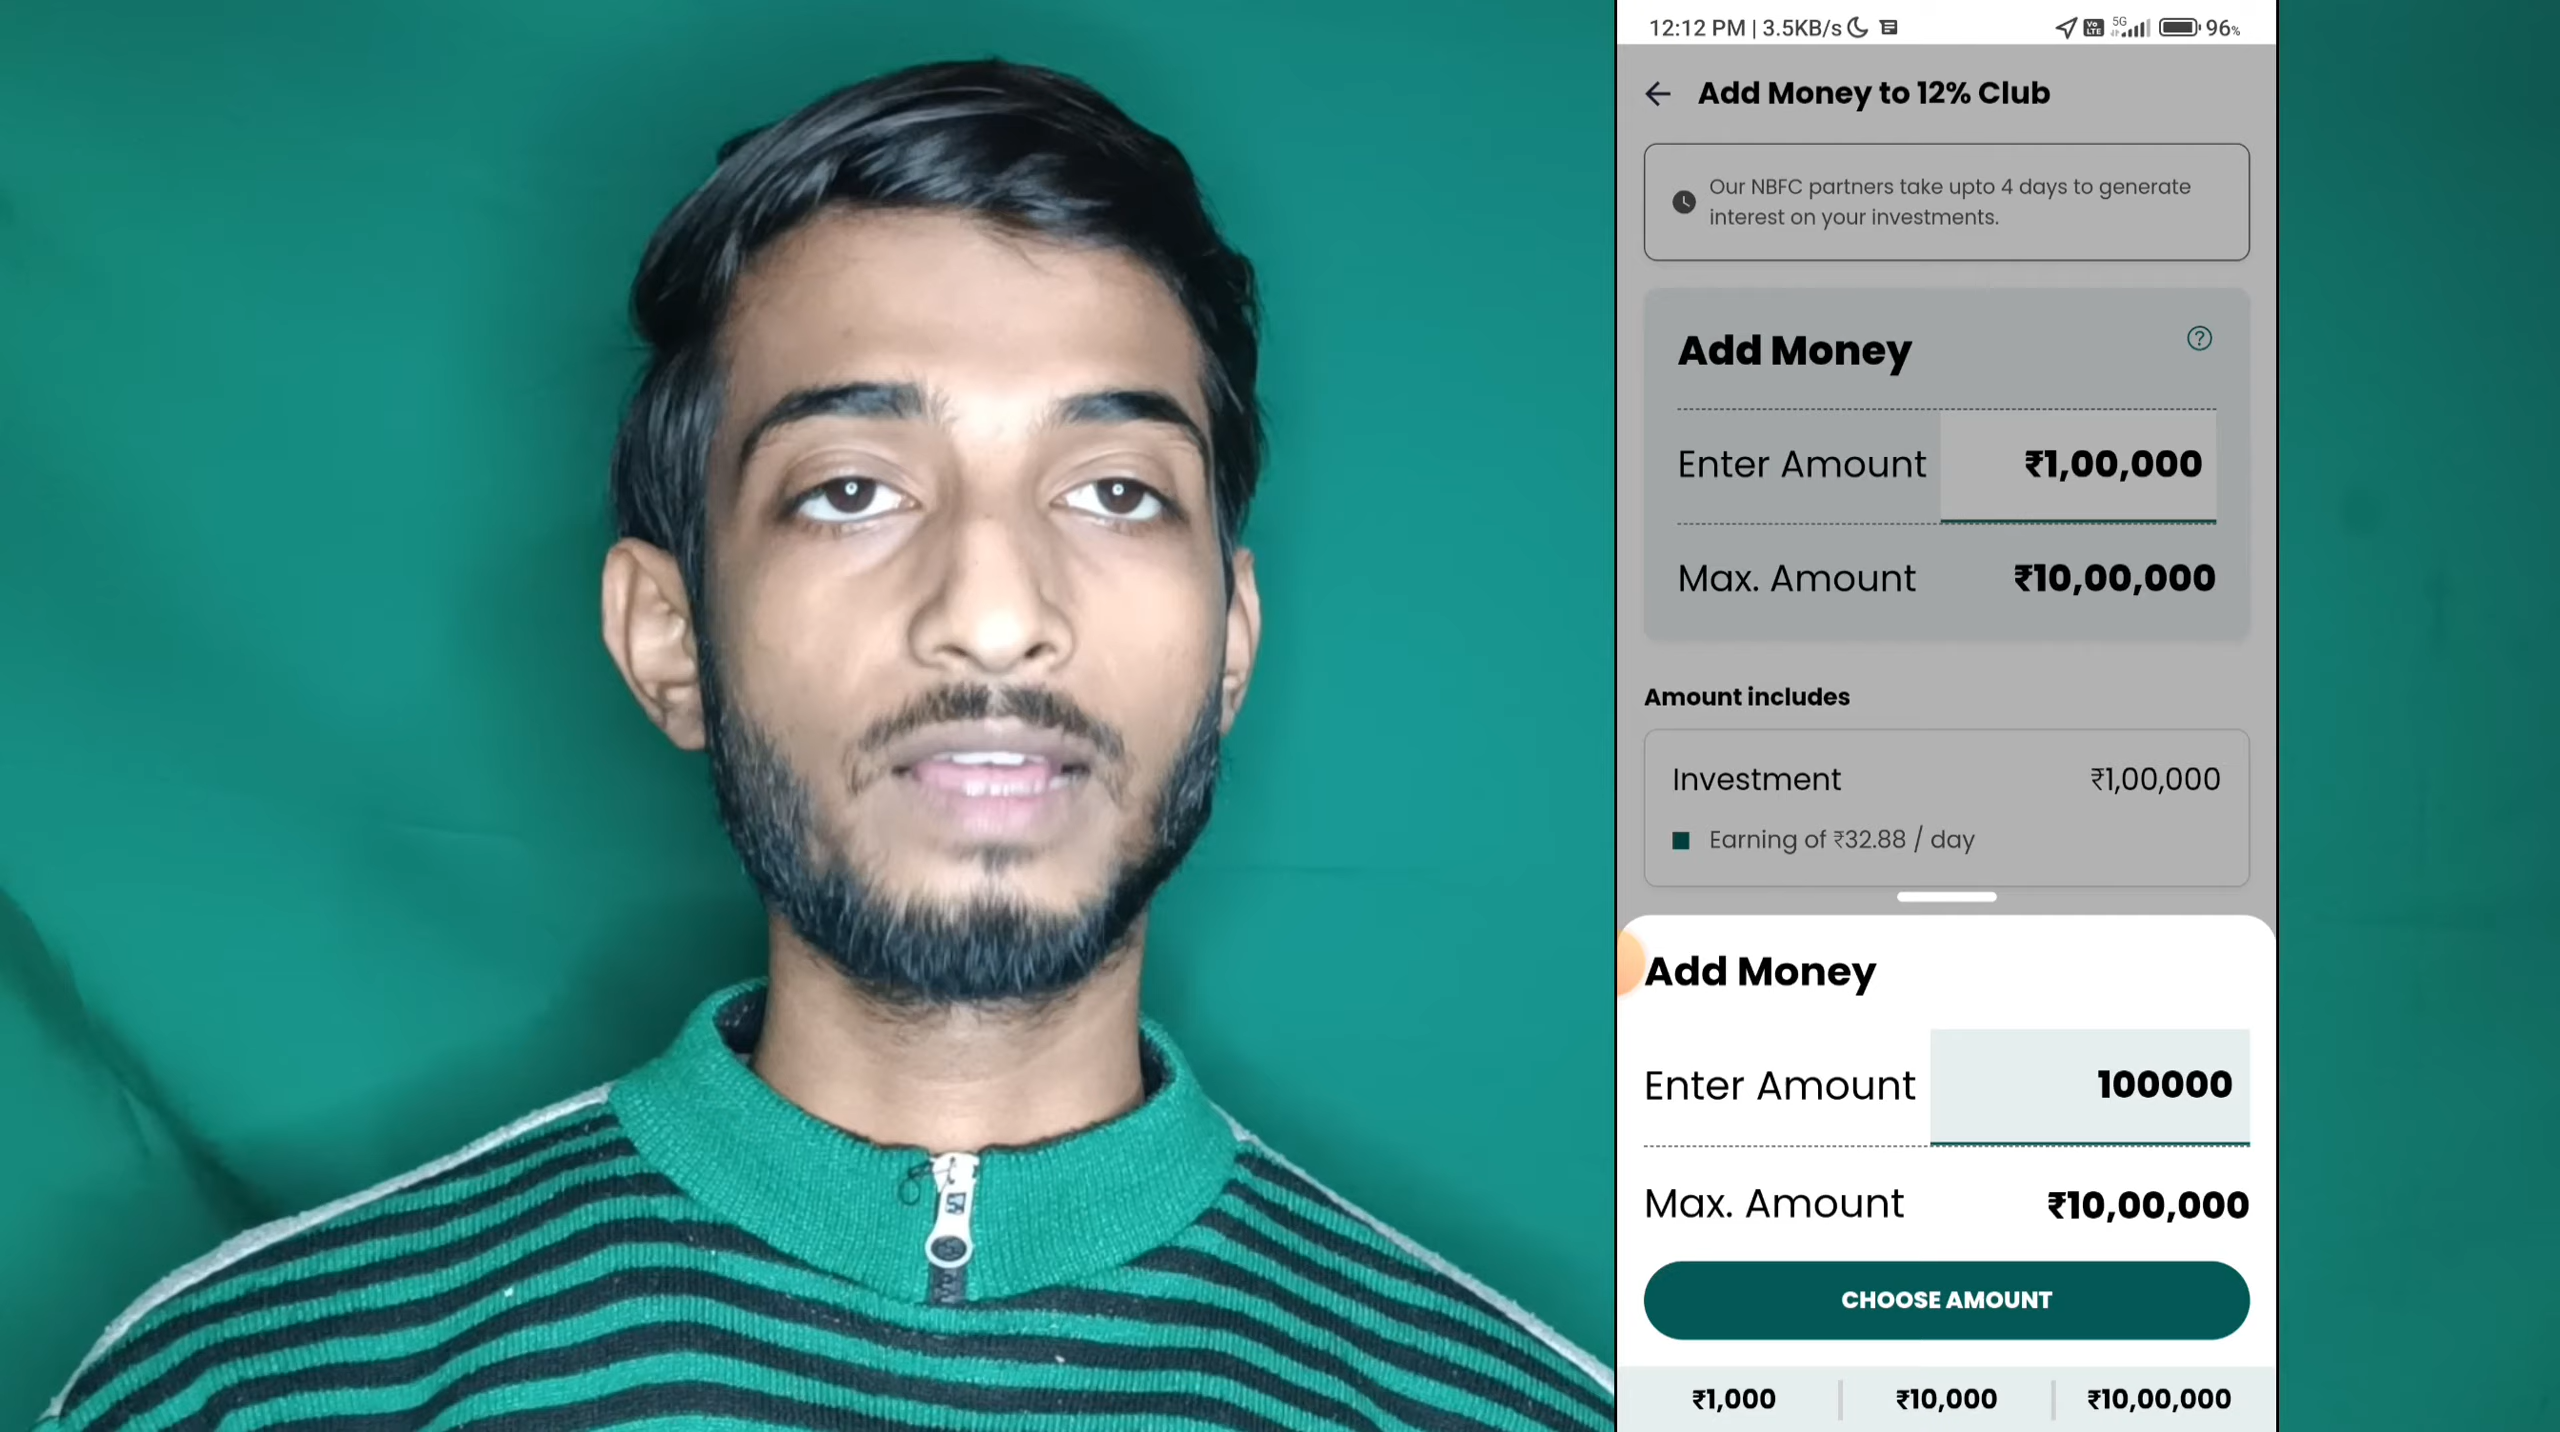 12:12 PM | 3.5KB/s
Vo LTE 5G 96%
Add Money to 12% Club
Our NBFC partners take upto 4 days to generate
interest on your investments.
Add Money
?
Enter Amount ₹1,00,000
Max. Amount ₹10,00,000
Amount includes
Investment ₹1,00,000
Earning of ₹32.88 / day
Add Money
Enter Amount 100000
Max. Amount ₹10,00,000
CHOOSE AMOUNT
₹1,000 ₹10,000 ₹10,00,000